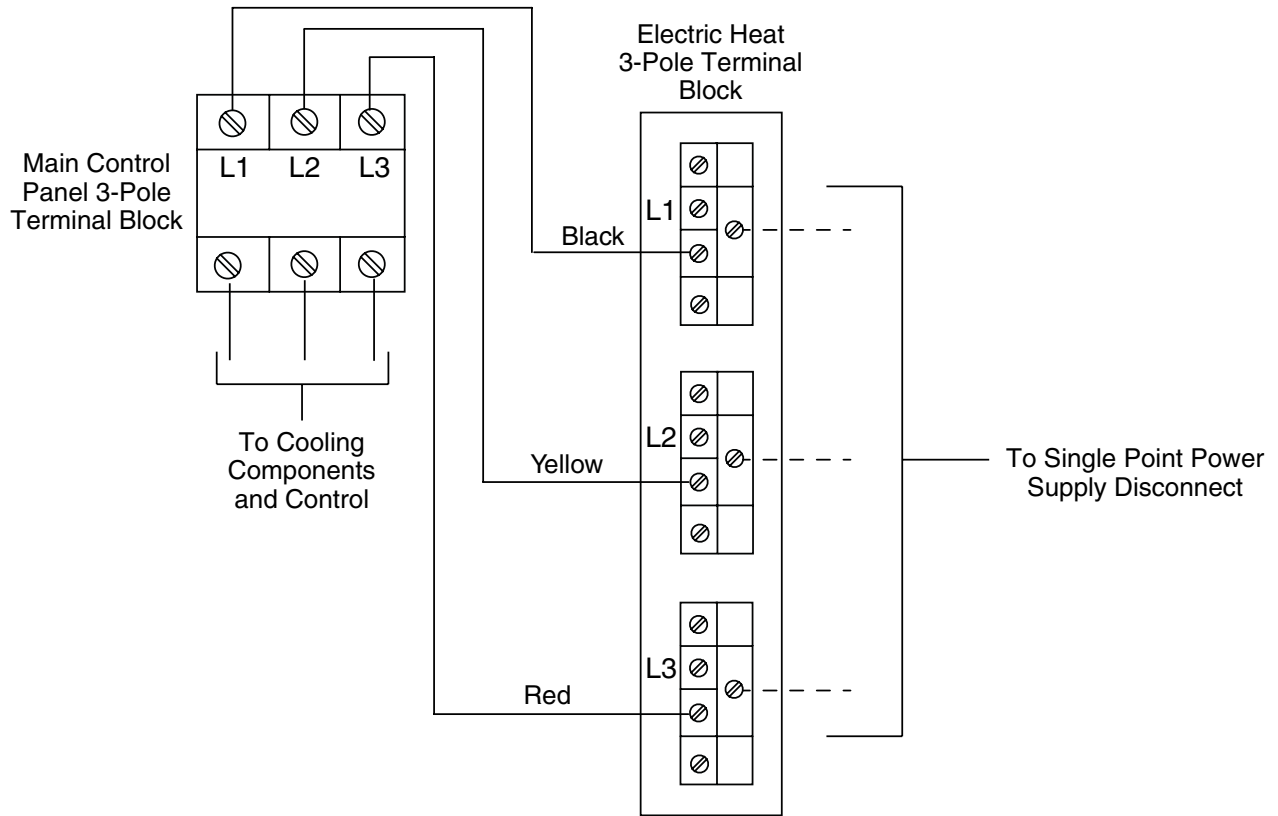 Electric Heat
3-Pole Terminal
Block
Main Control
Panel 3-Pole
Terminal Block
L1
L2
L3
L1
Black
L2
Yellow
To Cooling
Components
and Control
To Single Point Power
Supply Disconnect
L3
Red